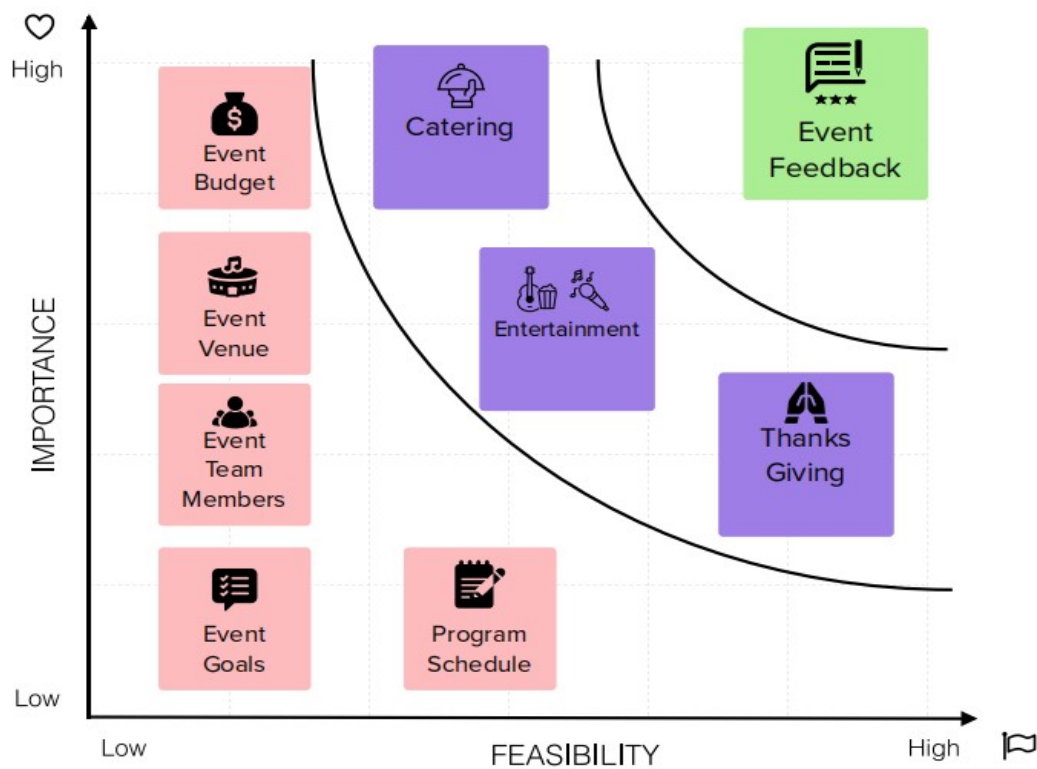 High
$
Event
Budget
Catering
Event
Feedback
Event
Venue
Entertainment
IMPORTANCE
Event
Team
Members
Thanks
Giving
Event
Goals
Program
Schedule
Low
Low
FEASIBILITY
High